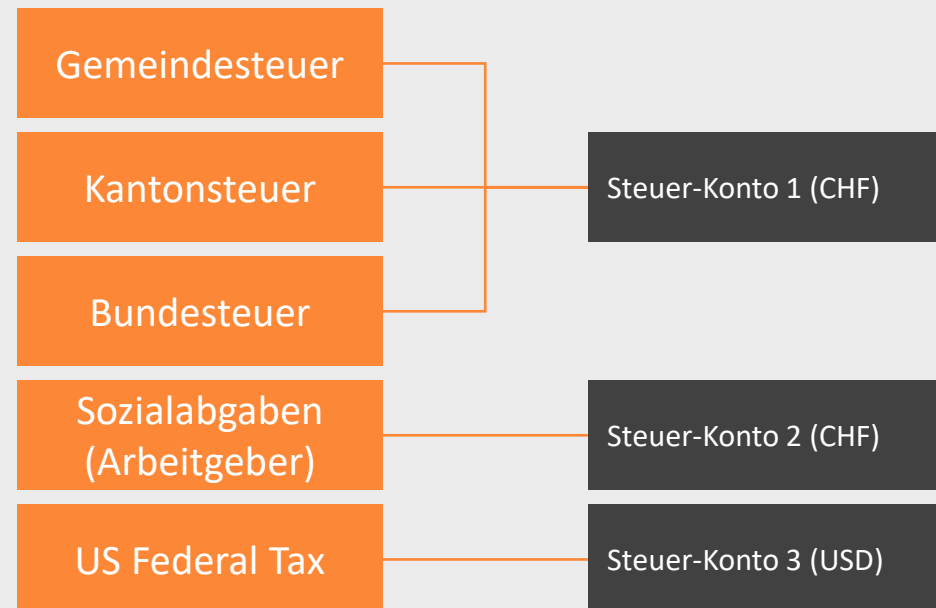 Gemeindesteuer
Kantonsteuer
Steuer-Konto 1 (CHF)
Bundesteuer
Sozialabgaben
(Arbeitgeber)
Steuer-Konto 2 (CHF)
US Federal Tax
Steuer-Konto 3 (USD)